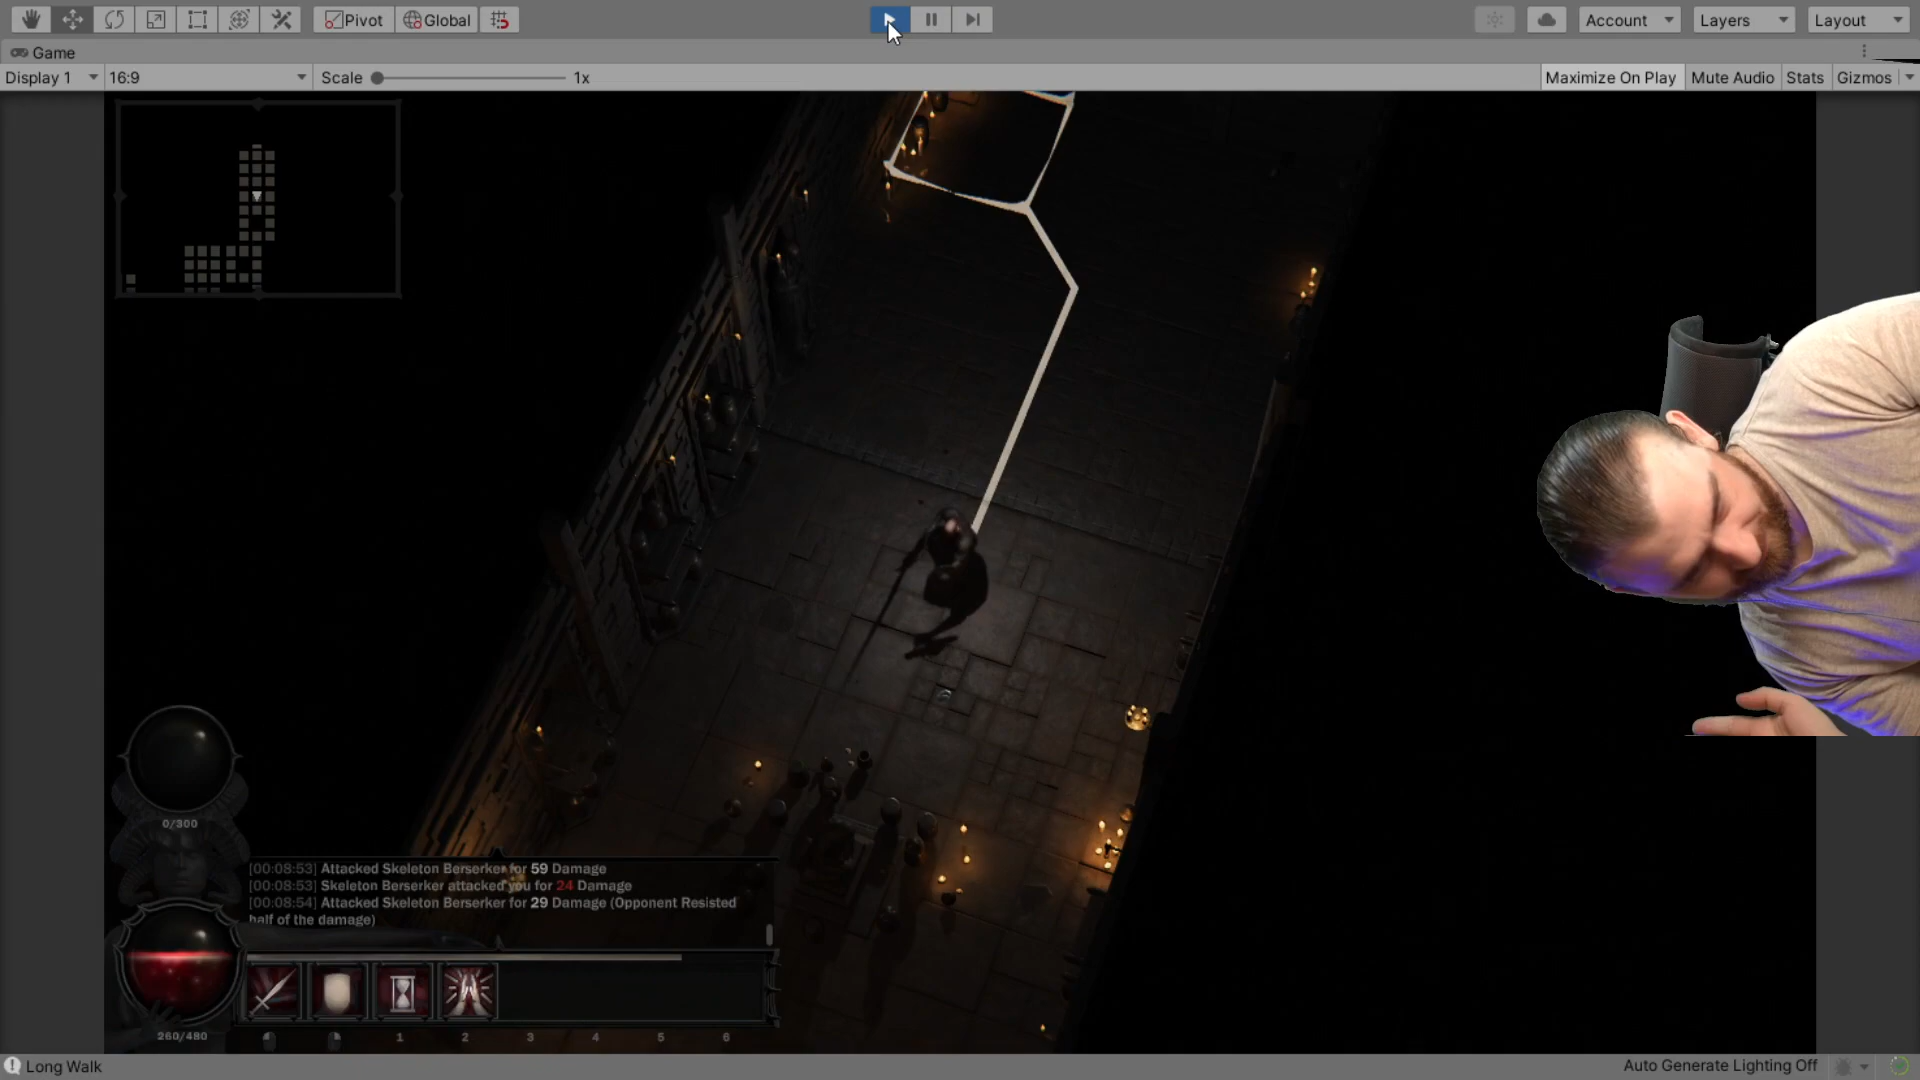 Pivot Global Account Layers Layout
Game
Display 1 16:9 Scale 1x Maximize On Play Mute Audio Stats Gizmos
0/300
[00:08:53] Attacked Skeleton Berserker for 59 Damage
[00:08:53] Skeleton Berserker attacked you for 24 Damage
[00:08:54] Attacked Skeleton Berserker for 29 Damage (Opponent Resisted
half of the damage)
260/480 1 2 3 4 5 6
Long Walk Auto Generate Lighting Off